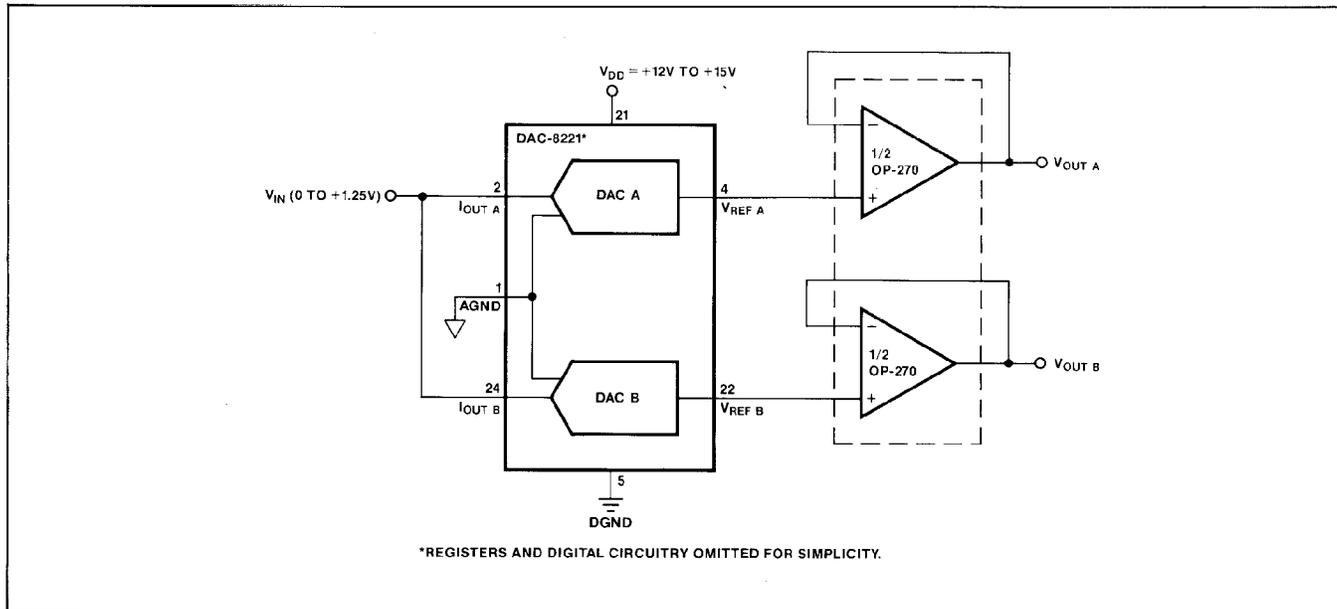 V_DD = +12V TO +15V
21
DAC-8221*
DAC A
V_IN (0 TO +1.25V)
2
I_OUT A
4
V_REF A
−
1/2
OP-270
+
V_OUT A
1
AGND
DAC B
24
I_OUT B
22
V_REF B
−
1/2
OP-270
+
V_OUT B
5
DGND
*REGISTERS AND DIGITAL CIRCUITRY OMITTED FOR SIMPLICITY.